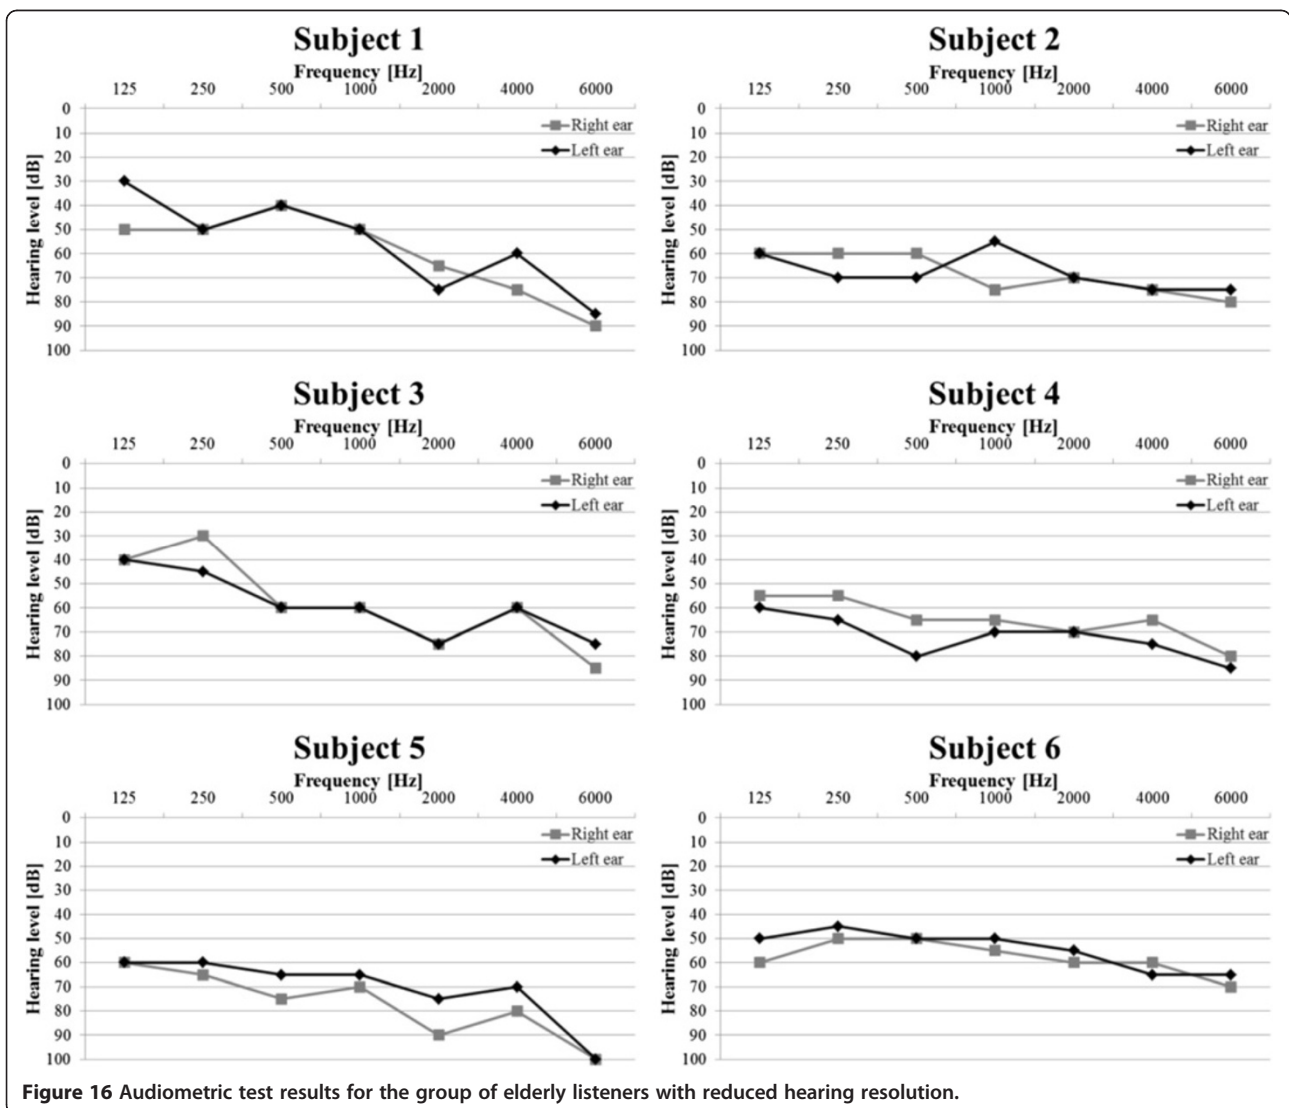 Subject 1
Frequency [Hz]
125 250 500 1000 2000 4000 6000
0
10
20
30
40
50
60
70
80
90
100
Hearing level [dB]
Right ear
Left ear
Subject 2
Frequency [Hz]
125 250 500 1000 2000 4000 6000
0
10
20
30
40
50
60
70
80
90
100
Hearing level [dB]
Right ear
Left ear
Subject 3
Frequency [Hz]
125 250 500 1000 2000 4000 6000
0
10
20
30
40
50
60
70
80
90
100
Hearing level [dB]
Right ear
Left ear
Subject 4
Frequency [Hz]
125 250 500 1000 2000 4000 6000
0
10
20
30
40
50
60
70
80
90
100
Hearing level [dB]
Right ear
Left ear
Subject 5
Frequency [Hz]
125 250 500 1000 2000 4000 6000
0
10
20
30
40
50
60
70
80
90
100
Hearing level [dB]
Right ear
Left ear
Subject 6
Frequency [Hz]
125 250 500 1000 2000 4000 6000
0
10
20
30
40
50
60
70
80
90
100
Hearing level [dB]
Right ear
Left ear
Figure 16 Audiometric test results for the group of elderly listeners with reduced hearing resolution.